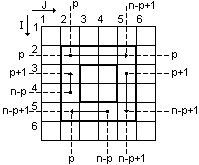 J p n-p+1
I 1 2 3 4 5 6
1
2
p p
3
p+1 p+1
4
n-p n-p
5
n-p+1 n-p+1
6
p n-p n-p+1